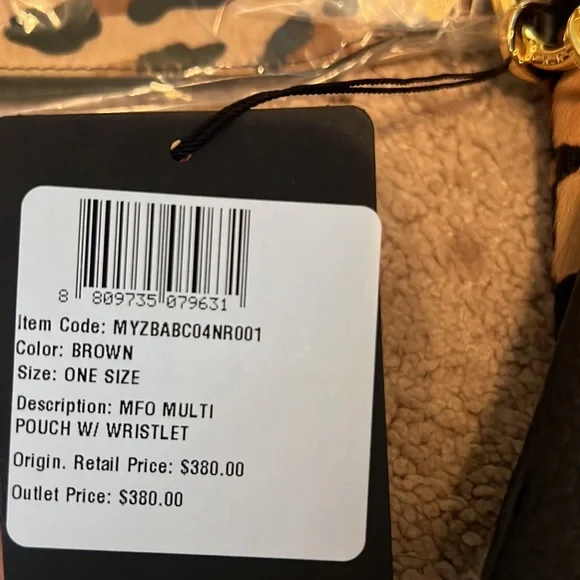 8 809735 079631
Item Code: MYZBABC04NR001
Color: BROWN
Size: ONE SIZE
Description: MFO MULTI
POUCH W/ WRISTLET
Origin. Retail Price: $380.00
Outlet Price: $380.00